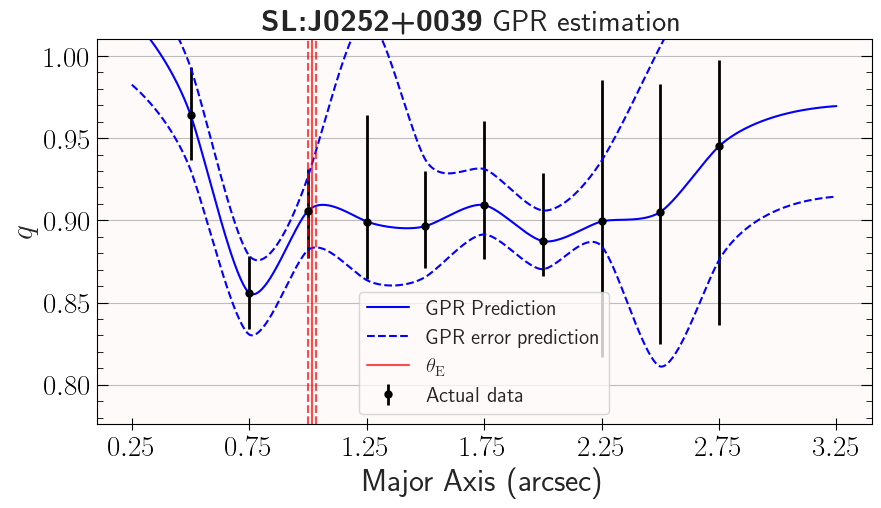 SL:J0252+0039 GPR estimation
1.00
0.95
0.90
0.85
0.80
q
GPR Prediction
GPR error prediction
θE
Actual data
0.25 0.75 1.25 1.75 2.25 2.75 3.25
Major Axis (arcsec)